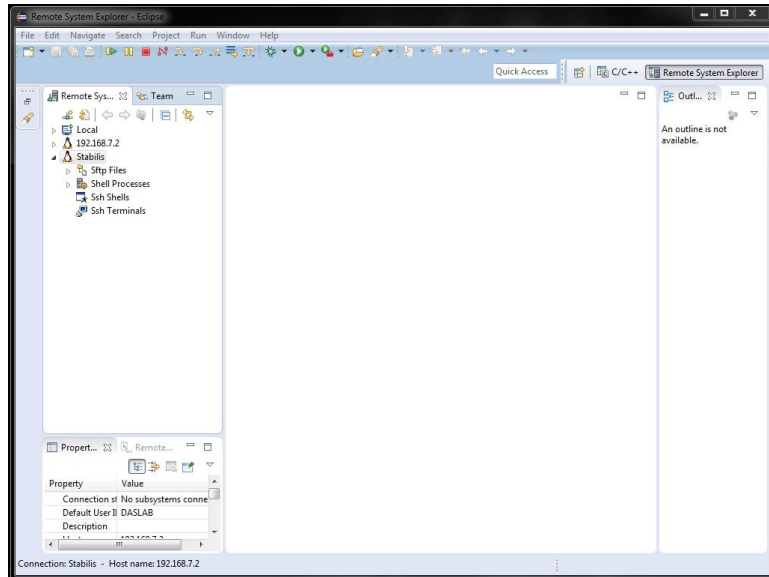 Remote System Explorer - Eclipse
File Edit Navigate Search Project Run Window Help
Quick Access C/C++ Remote System Explorer
Remote Sys... Team
Local
192.168.7.2
Stabilis
Sftp Files
Shell Processes
Ssh Shells
Ssh Terminals
Outl...
An outline is not
available.
Propert... Remote...
Property Value
Connection st No subsystems conne
Default User I DASLAB
Description
Connection: Stabilis - Host name: 192.168.7.2